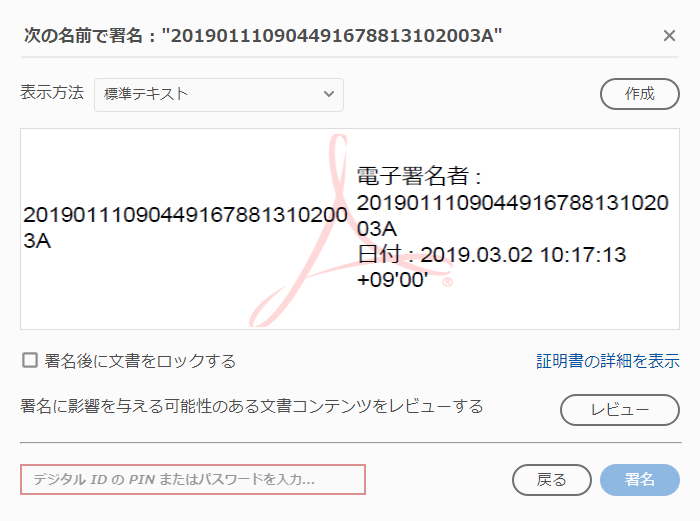 次の名前で署名 : "20190111090449167881310200３A"
表示方法
標準テキスト
作成
201901110904491678813102​00
3A
電子署名者 :
2019011109044916788131020
03A
日付 : 2019.03.02 10:17:13
+09'00'
®
署名後に文書をロックする
証明書の詳細を表示
署名に影響を与える可能性のある文書コンテンツをレビューする
レビュー
デジタル ID の PIN またはパスワードを入力...
戻る
署名